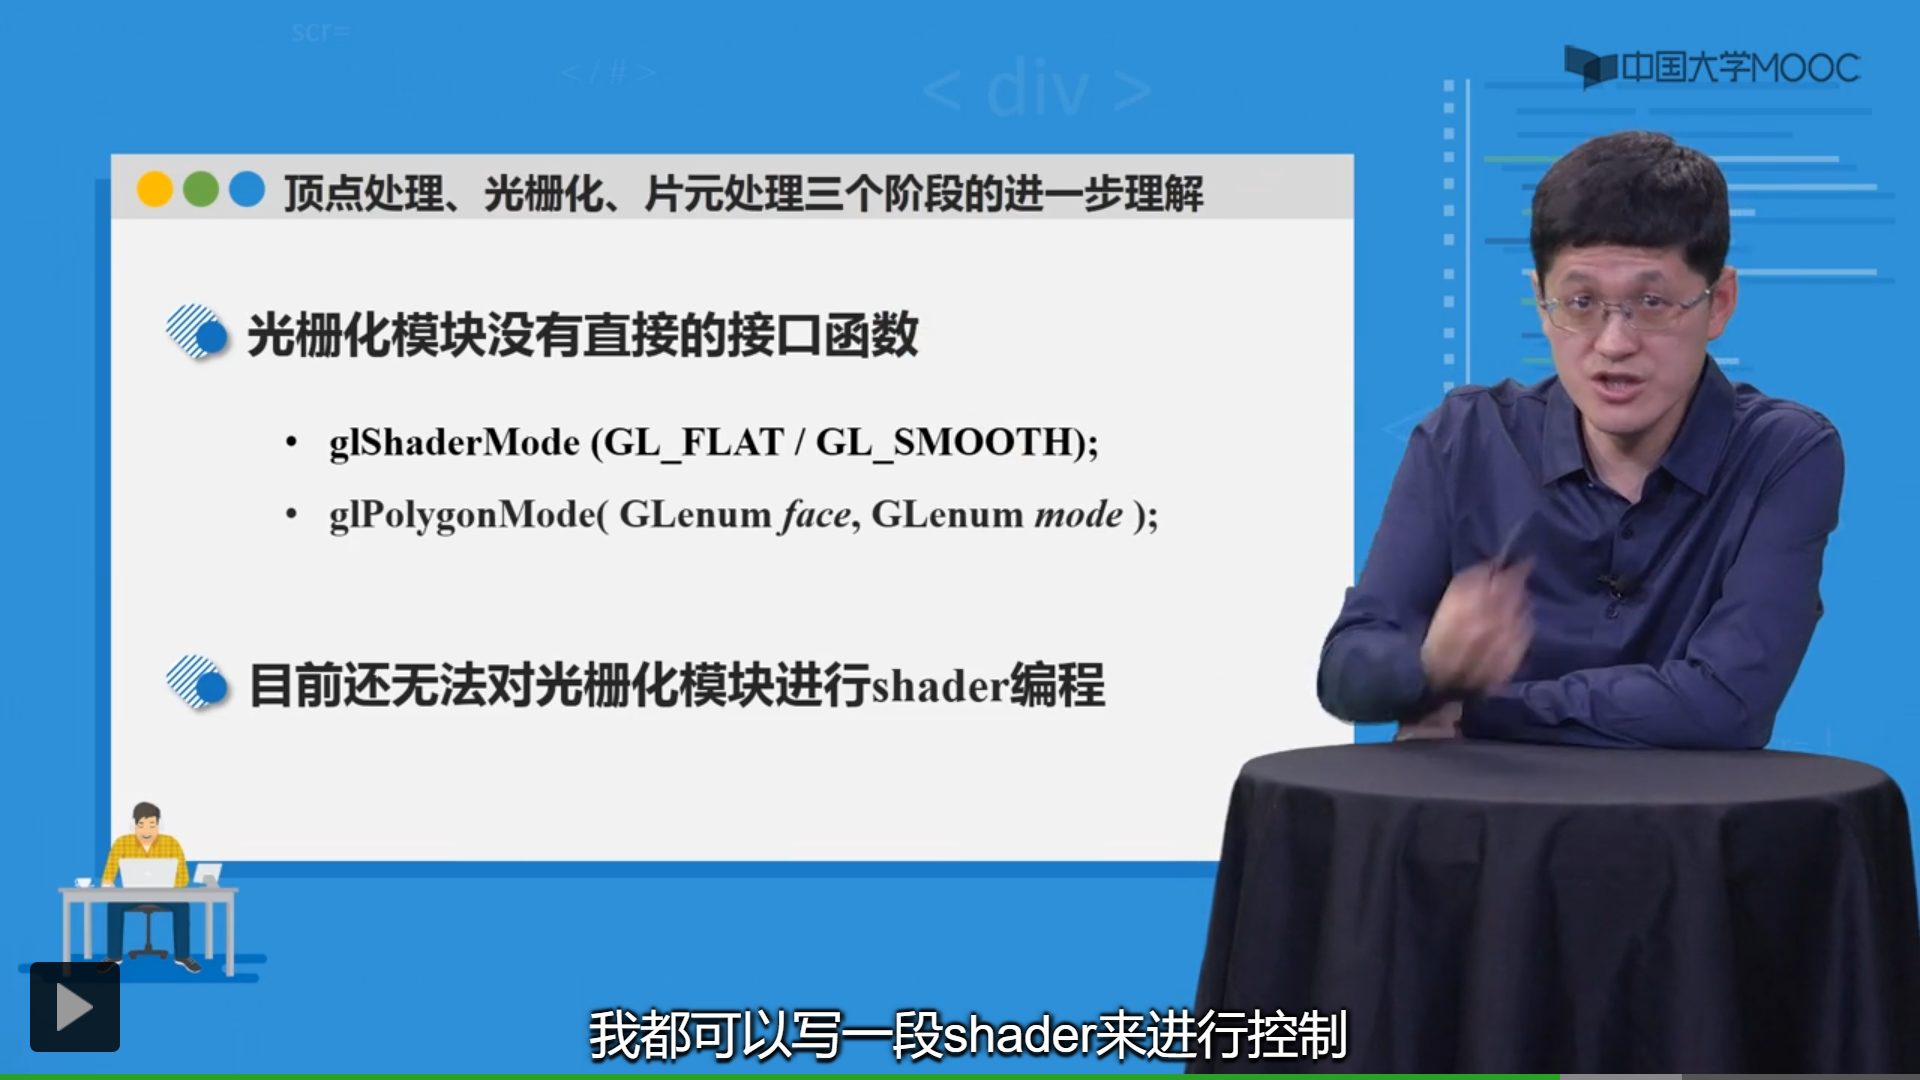 scr=
</#>
<div>
中国大学MOOC
顶点处理、光栅化、片元处理三个阶段的进一步理解
光栅化模块没有直接的接口函数
• glShaderMode (GL_FLAT / GL_SMOOTH);
• glPolygonMode( GLenum face, GLenum mode );
目前还无法对光栅化模块进行shader编程
我都可以写一段shader来进行控制